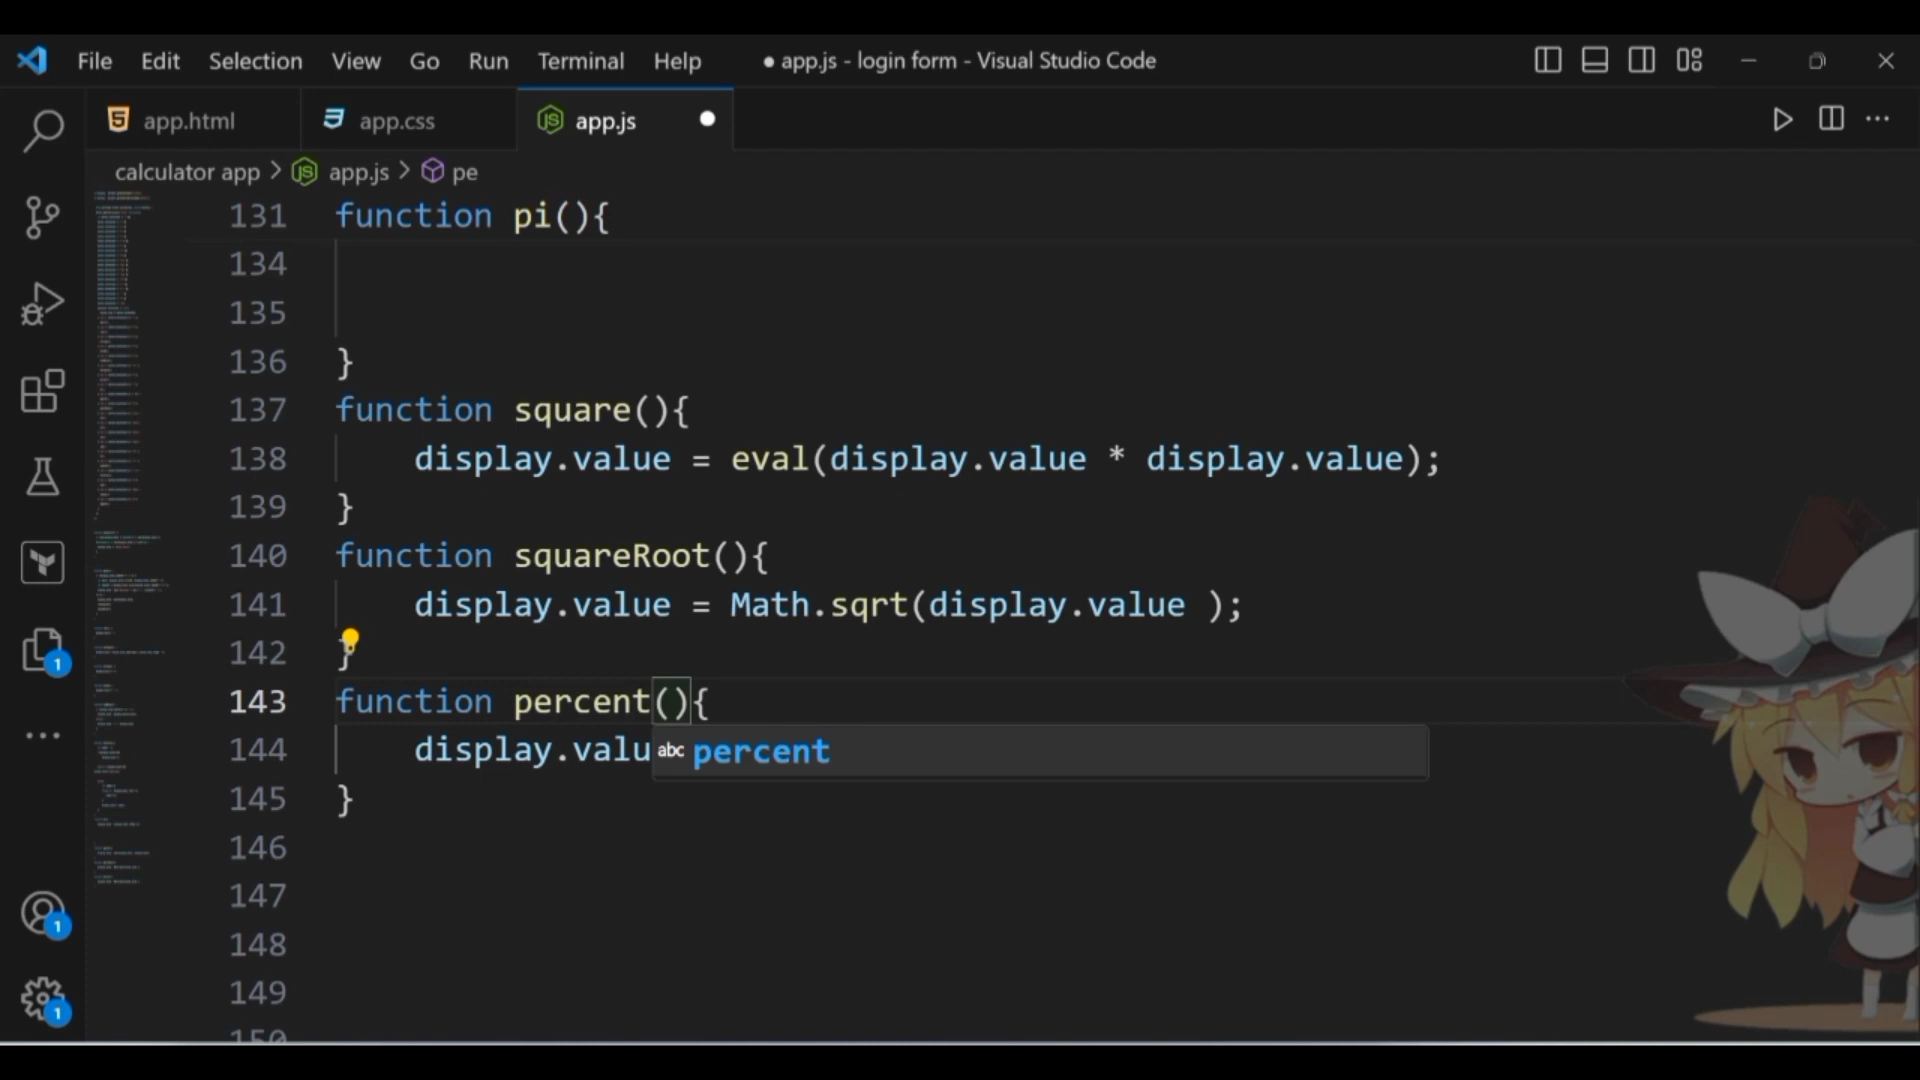 File Edit Selection View Go Run Terminal Help ● app.js - login form - Visual Studio Code
app.html app.css app.js
calculator app > app.js > pe
131 function pi(){
134
135
136 }
137 function square(){
138 display.value = eval(display.value * display.value);
139 }
140 function squareRoot(){
141 display.value = Math.sqrt(display.value );
142 }
143 function percent(){
144 display.valu
abc percent
145 }
146
147
148
149
150
1
1
1